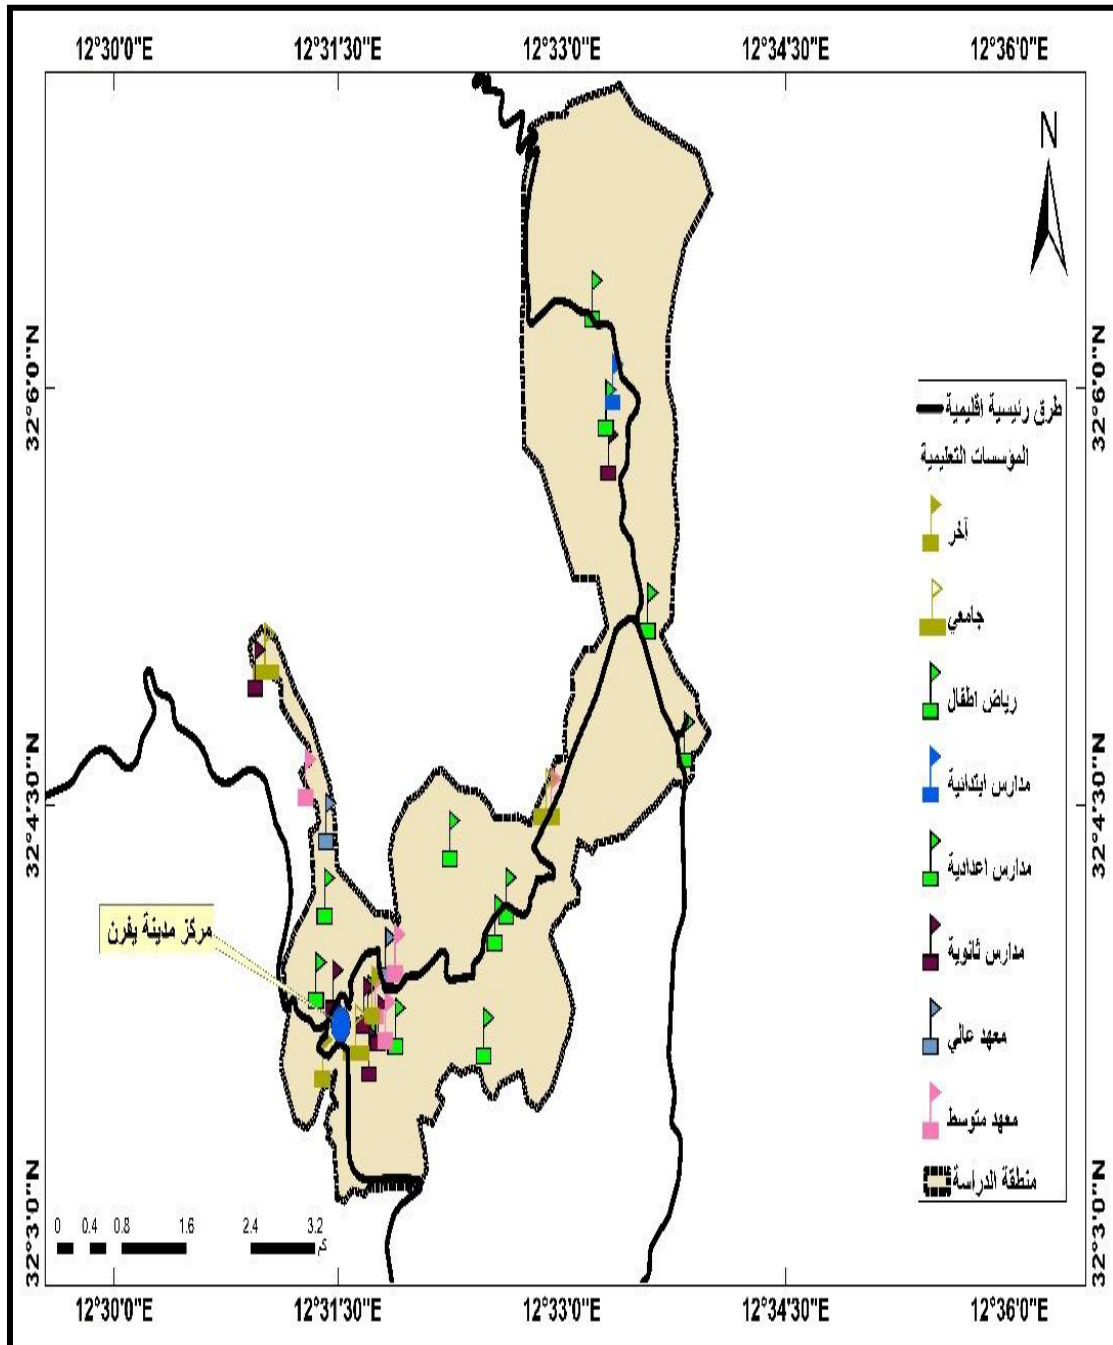 12°30'0"E 12°31'30"E 12°33'0"E 12°34'30"E 12°36'0"E
N
32°6'0"N 32°6'0"N
طرق رئيسية اقليمية
المؤسسات التعليمية
آخر
جامعي
رياض اطفال
مدارس ابتدائية
32°4'30"N 32°4'30"N
مدارس اعدادية
مركز مدينة يفرن
مدارس ثانوية
معهد عالي
معهد متوسط
منطقة الدراسة
32°3'0"N 32°3'0"N
0 0.4 0.8 1.6 2.4 3.2
كم
12°30'0"E 12°31'30"E 12°33'0"E 12°34'30"E 12°36'0"E